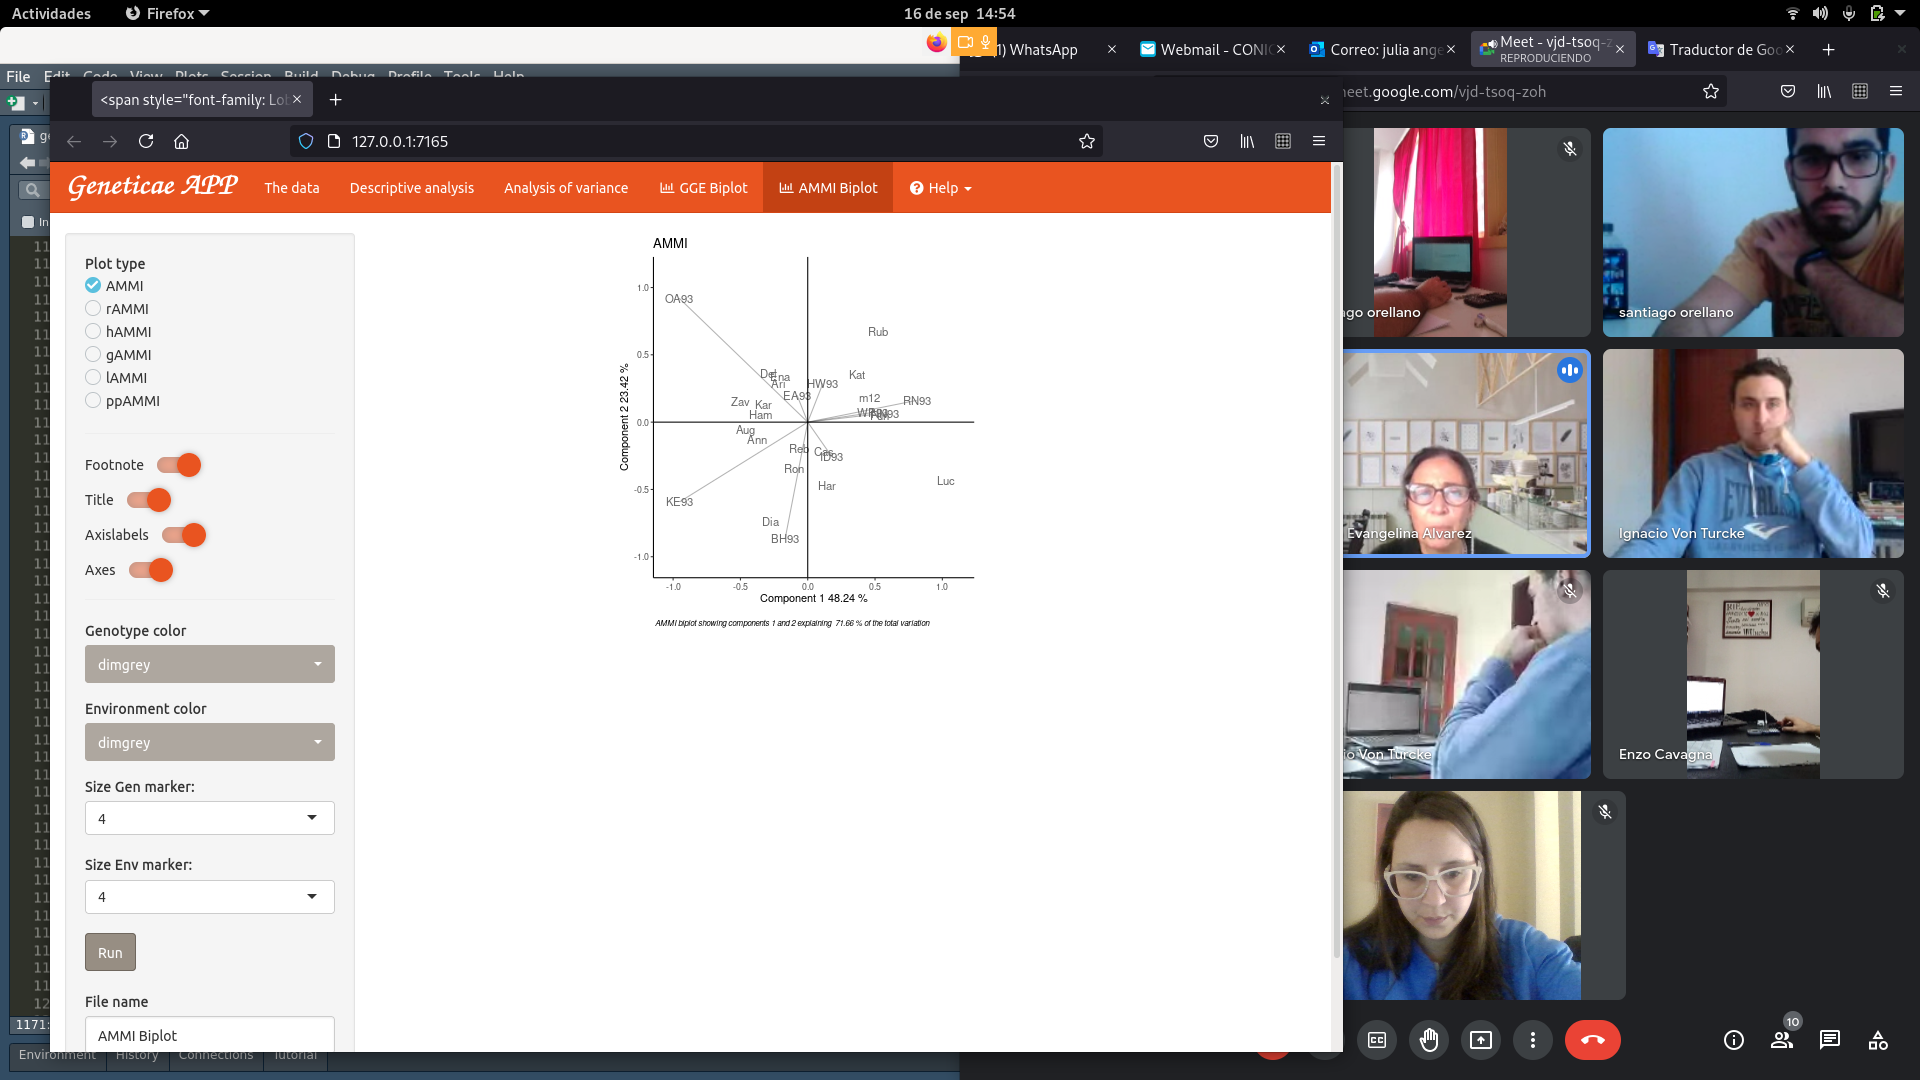 Actividades
Firefox
16 de sep 14:54
1) WhatsApp
Webmail - CONIC
Correo: julia ange
Meet - vjd-tsoq-z
REPRODUCIENDO
Traductor de Goo
File Edit Code View Plots Session Build Debug Profile Tools Help
<span style="font-family: Lob
eet.google.com/vjd-tsoq-zoh
127.0.0.1:7165
Geneticae APP
The data
Descriptive analysis
Analysis of variance
GGE Biplot
AMMI Biplot
Help
Plot type
AMMI
rAMMI
hAMMI
gAMMI
lAMMI
ppAMMI
Footnote
Title
Axislabels
Axes
Genotype color
dimgrey
Environment color
dimgrey
Size Gen marker:
4
Size Env marker:
4
Run
File name
AMMI Biplot
AMMI
Component 2 23.42 %
1.0
0.5
0.0
-0.5
-1.0
OA93
Rub
Ena
Ari
HW93
Kat
EA93
m12
RN93
Zav
Kar
Ham
Aug
Ann
Reb
Cas
ID93
Ron
Har
Luc
KE93
Dia
BH93
-1.0 -0.5 0.0 0.5 1.0
Component 1 48.24 %
AMMI biplot showing components 1 and 2 explaining 71.66 % of the total variation
go orellano
santiago orellano
Evangelina Alvarez
Ignacio Von Turcke
io Von Turcke
Enzo Cavagna
10
1171:
Environment History Connections Tutorial